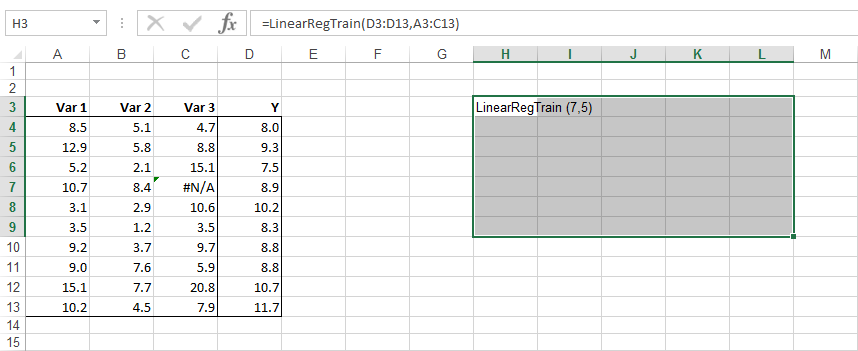 H3 fx =LinearRegTrain(D3:D13,A3:C13)
A B C D E F G H I J K L M
1
2
3 Var 1 Var 2 Var 3 Y LinearRegTrain (7,5)
4 8.5 5.1 4.7 8.0
5 12.9 5.8 8.8 9.3
6 5.2 2.1 15.1 7.5
7 10.7 8.4 #N/A 8.9
8 3.1 2.9 10.6 10.2
9 3.5 1.2 3.5 8.3
10 9.2 3.7 9.7 8.8
11 9.0 7.6 5.9 8.8
12 15.1 7.7 20.8 10.7
13 10.2 4.5 7.9 11.7
14
15